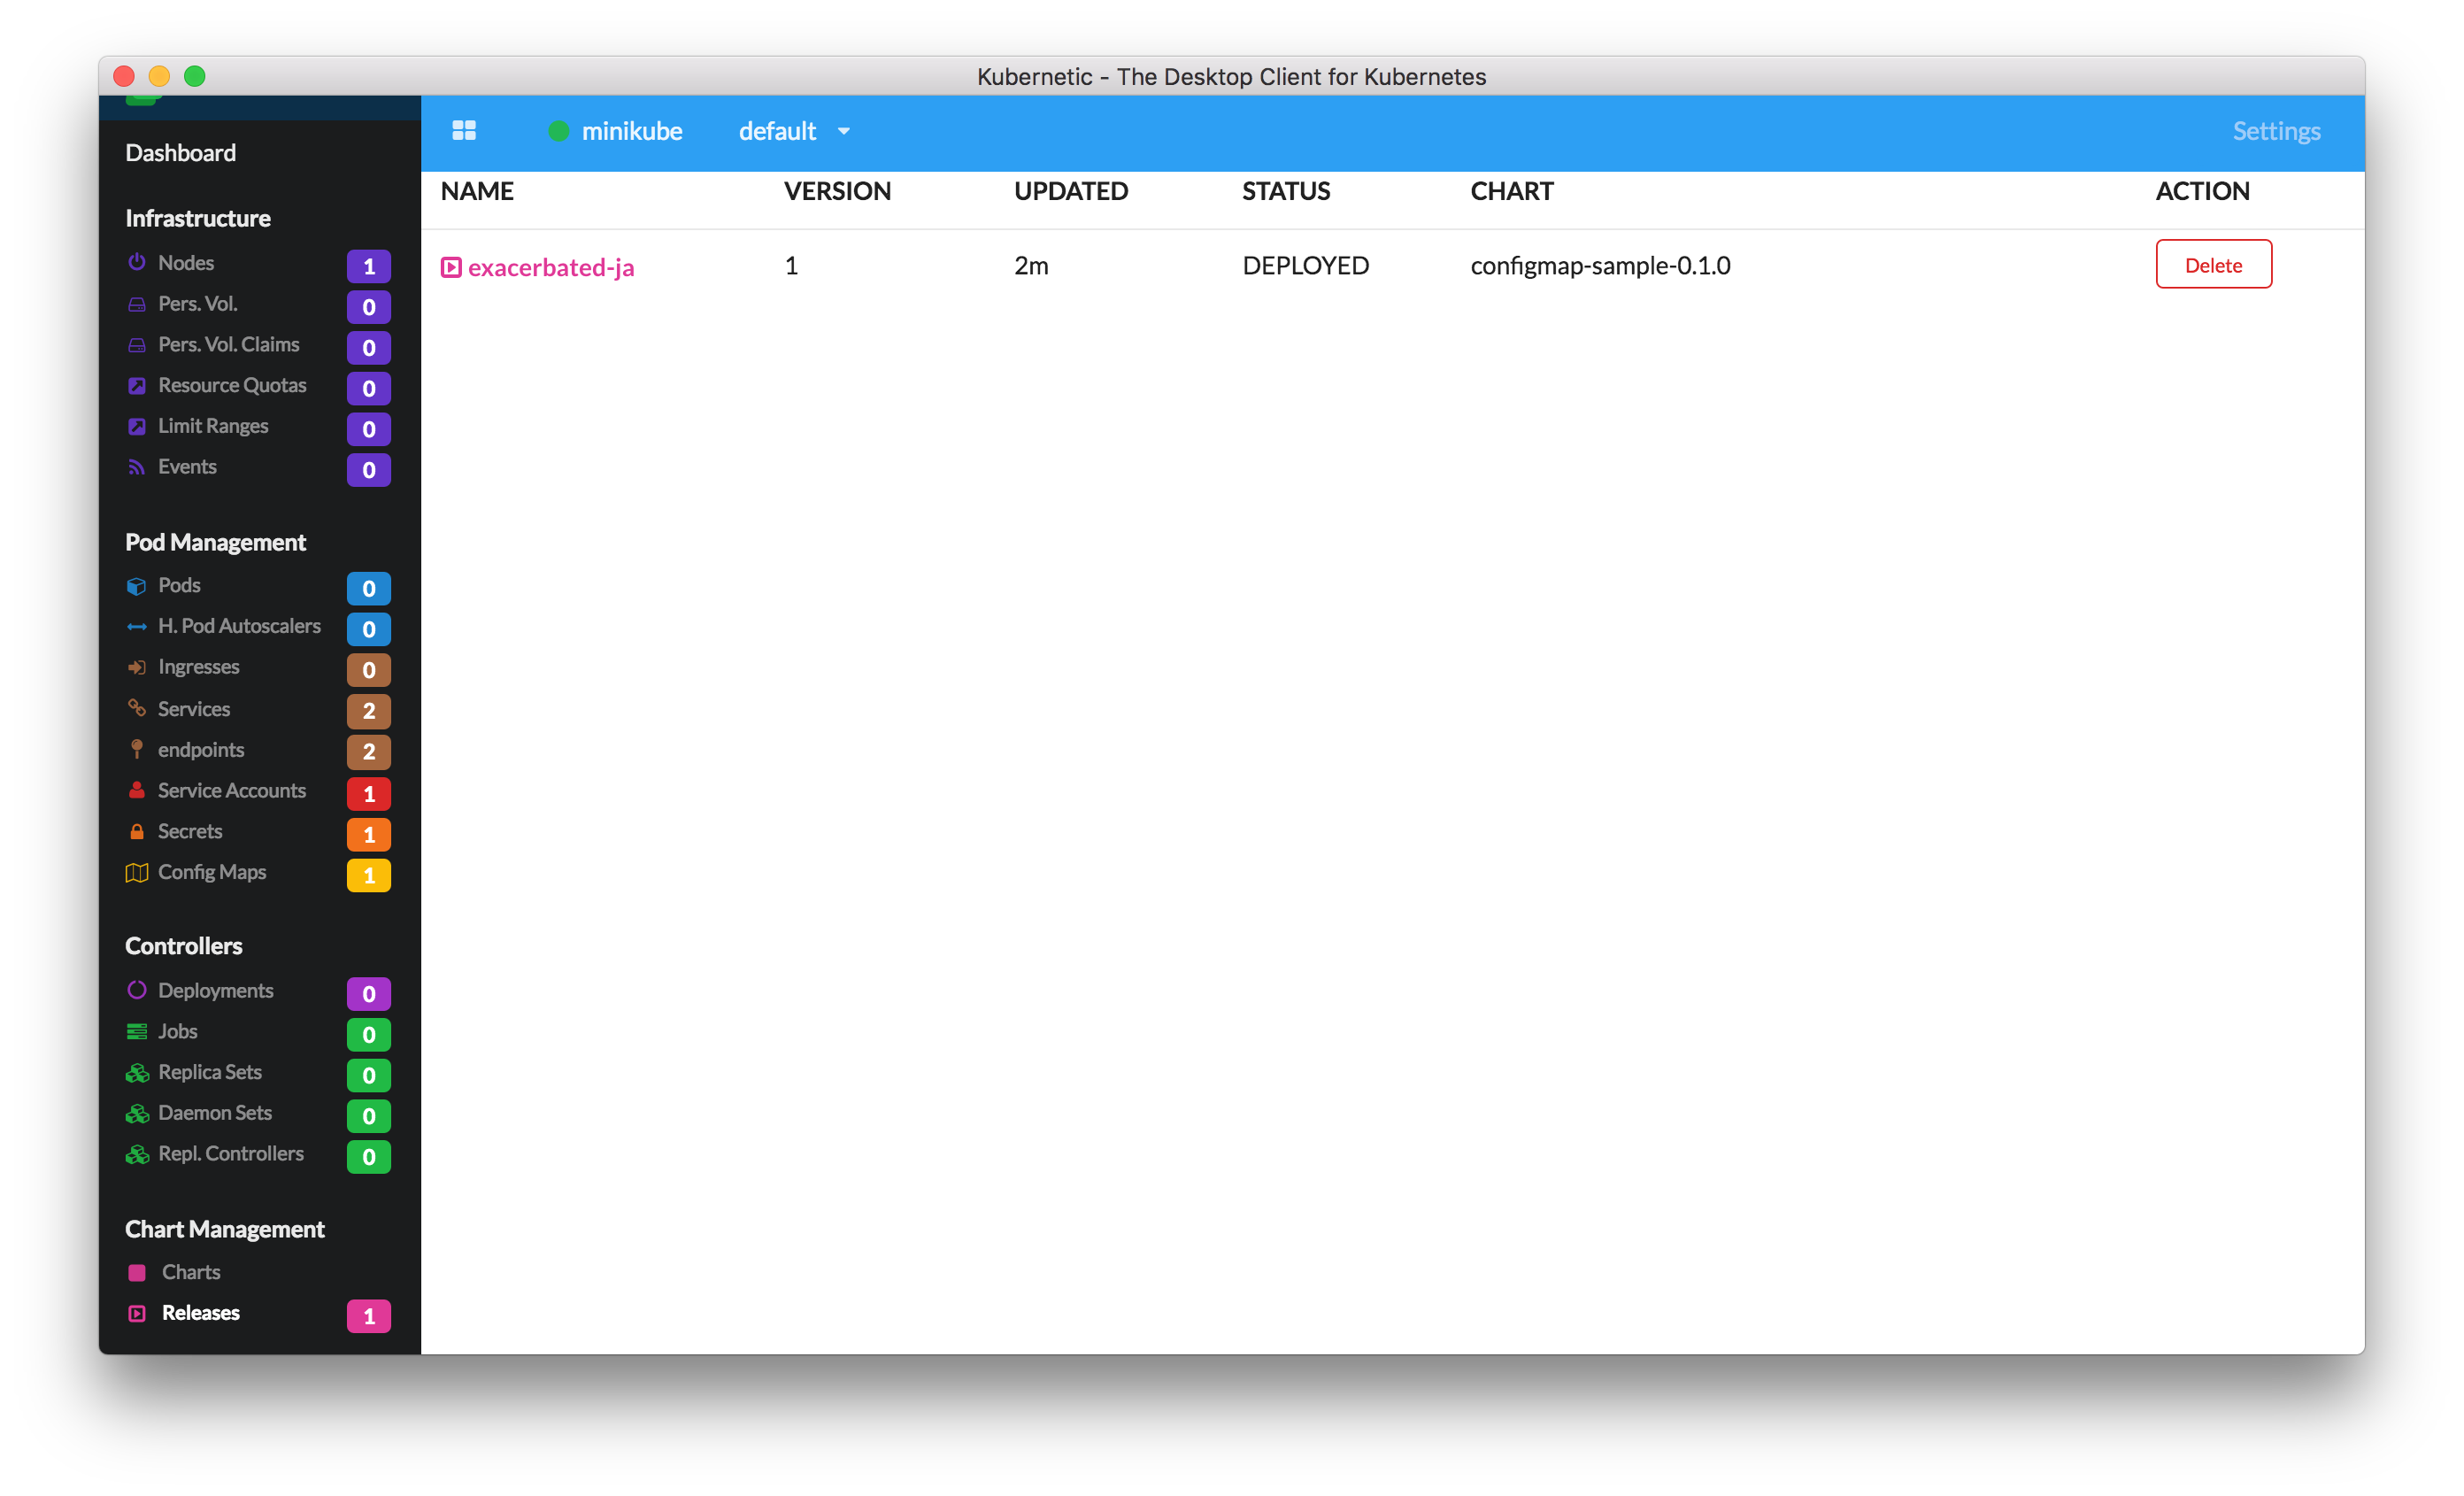 Kubernetic - The Desktop Client for Kubernetes
minikube default Settings
Dashboard
Infrastructure
Nodes 1
Pers. Vol. 0
Pers. Vol. Claims 0
Resource Quotas 0
Limit Ranges 0
Events 0
Pod Management
Pods 0
H. Pod Autoscalers 0
Ingresses 0
Services 2
endpoints 2
Service Accounts 1
Secrets 1
Config Maps 1
Controllers
Deployments 0
Jobs 0
Replica Sets 0
Daemon Sets 0
Repl. Controllers 0
Chart Management
Charts
Releases 1
NAME VERSION UPDATED STATUS CHART ACTION
exacerbated-ja 1 2m DEPLOYED configmap-sample-0.1.0 Delete